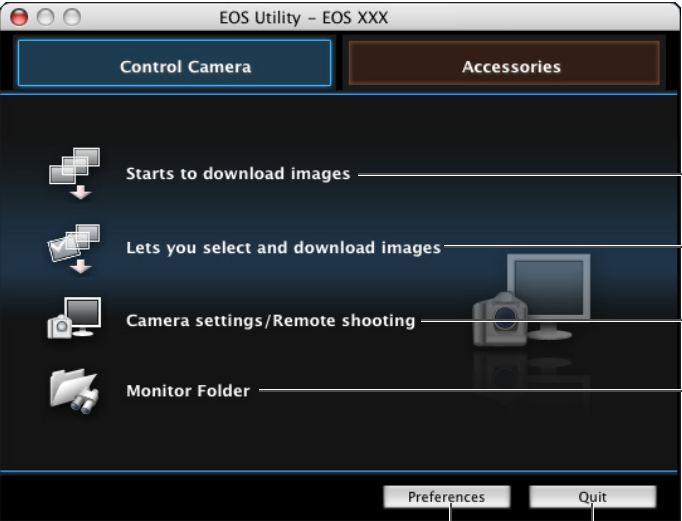 EOS Utility – EOS XXX
Control Camera
Accessories
Starts to download images
Lets you select and download images
Camera settings/Remote shooting
Monitor Folder
Preferences
Quit